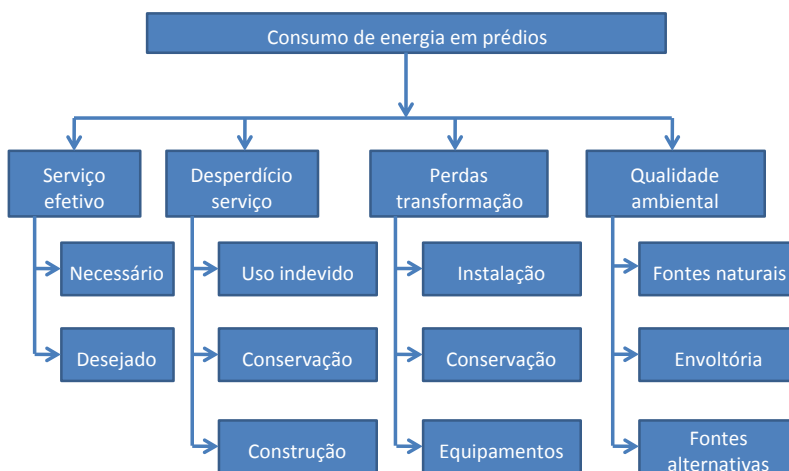 Consumo de energia em prédios
Serviço
efetivo
Desperdício
serviço
Perdas
transformação
Qualidade
ambiental
Necessário
Uso indevido
Instalação
Fontes naturais
Desejado
Conservação
Conservação
Envoltória
Construção
Equipamentos
Fontes
alternativas